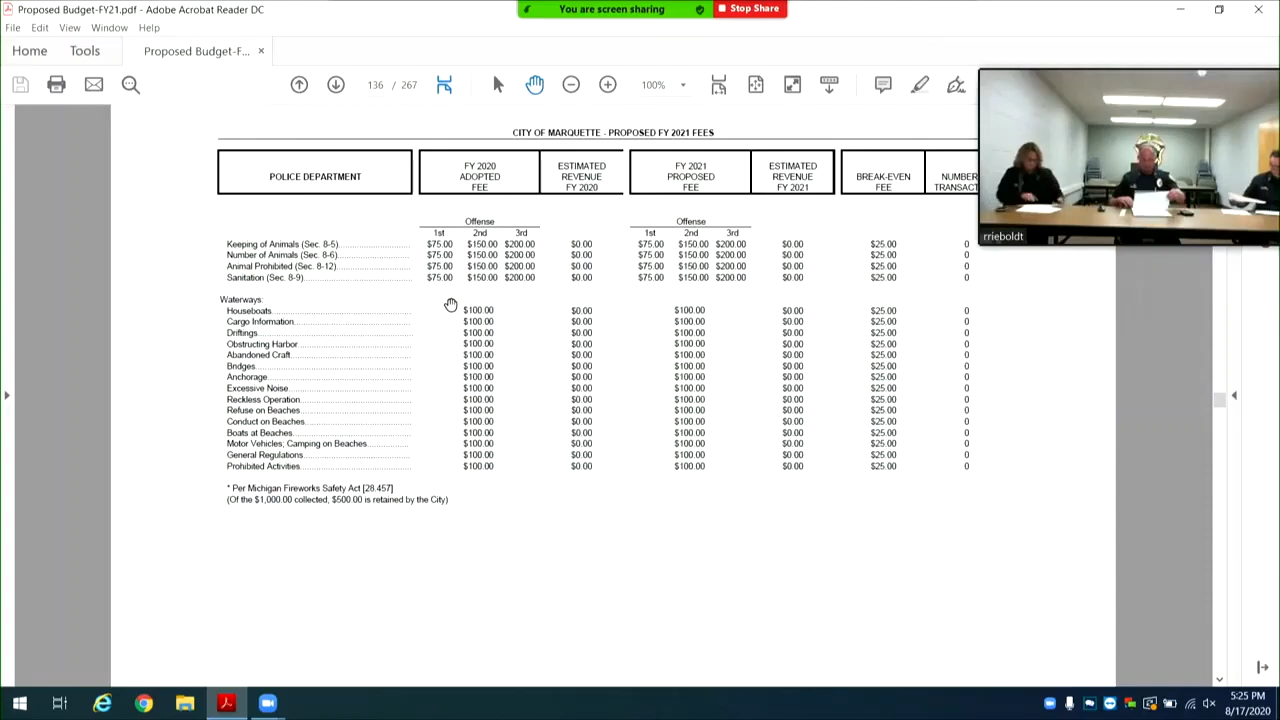 Proposed Budget-FY21.pdf - Adobe Acrobat Reader DC
You are screen sharing
Stop Share
File Edit View Window Help
Home Tools Proposed Budget-F... ×
136 / 267 100%
CITY OF MARQUETTE - PROPOSED FY 2021 FEES
POLICE DEPARTMENT
FY 2020 ADOPTED FEE
ESTIMATED REVENUE FY 2020
FY 2021 PROPOSED FEE
ESTIMATED REVENUE FY 2021
BREAK-EVEN FEE
NUMBER TRANSACT
rrieboldt
Offense Offense
1st 2nd 3rd 1st 2nd 3rd
Keeping of Animals (Sec. 8-5) $75.00 $150.00 $200.00 $0.00 $75.00 $150.00 $200.00 $0.00 $25.00 0
Number of Animals (Sec. 8-6) $75.00 $150.00 $200.00 $0.00 $75.00 $150.00 $200.00 $0.00 $25.00 0
Animal Prohibited (Sec. 8-12) $75.00 $150.00 $200.00 $0.00 $75.00 $150.00 $200.00 $0.00 $25.00 0
Sanitation (Sec. 8-9) $75.00 $150.00 $200.00 $0.00 $75.00 $150.00 $200.00 $0.00 $25.00 0
Waterways:
Houseboats $100.00 $0.00 $100.00 $0.00 $25.00 0
Cargo Information $100.00 $0.00 $100.00 $0.00 $25.00 0
Driftings $100.00 $0.00 $100.00 $0.00 $25.00 0
Obstructing Harbor $100.00 $0.00 $100.00 $0.00 $25.00 0
Abandoned Craft $100.00 $0.00 $100.00 $0.00 $25.00 0
Bridges $100.00 $0.00 $100.00 $0.00 $25.00 0
Anchorage $100.00 $0.00 $100.00 $0.00 $25.00 0
Excessive Noise $100.00 $0.00 $100.00 $0.00 $25.00 0
Reckless Operation $100.00 $0.00 $100.00 $0.00 $25.00 0
Refuse on Beaches $100.00 $0.00 $100.00 $0.00 $25.00 0
Conduct on Beaches $100.00 $0.00 $100.00 $0.00 $25.00 0
Boats at Beaches $100.00 $0.00 $100.00 $0.00 $25.00 0
Motor Vehicles; Camping on Beaches $100.00 $0.00 $100.00 $0.00 $25.00 0
General Regulations $100.00 $0.00 $100.00 $0.00 $25.00 0
Prohibited Activities $100.00 $0.00 $100.00 $0.00 $25.00 0
* Per Michigan Fireworks Safety Act [28.457]
(Of the $1,000.00 collected, $500.00 is retained by the City)
5:25 PM
8/17/2020